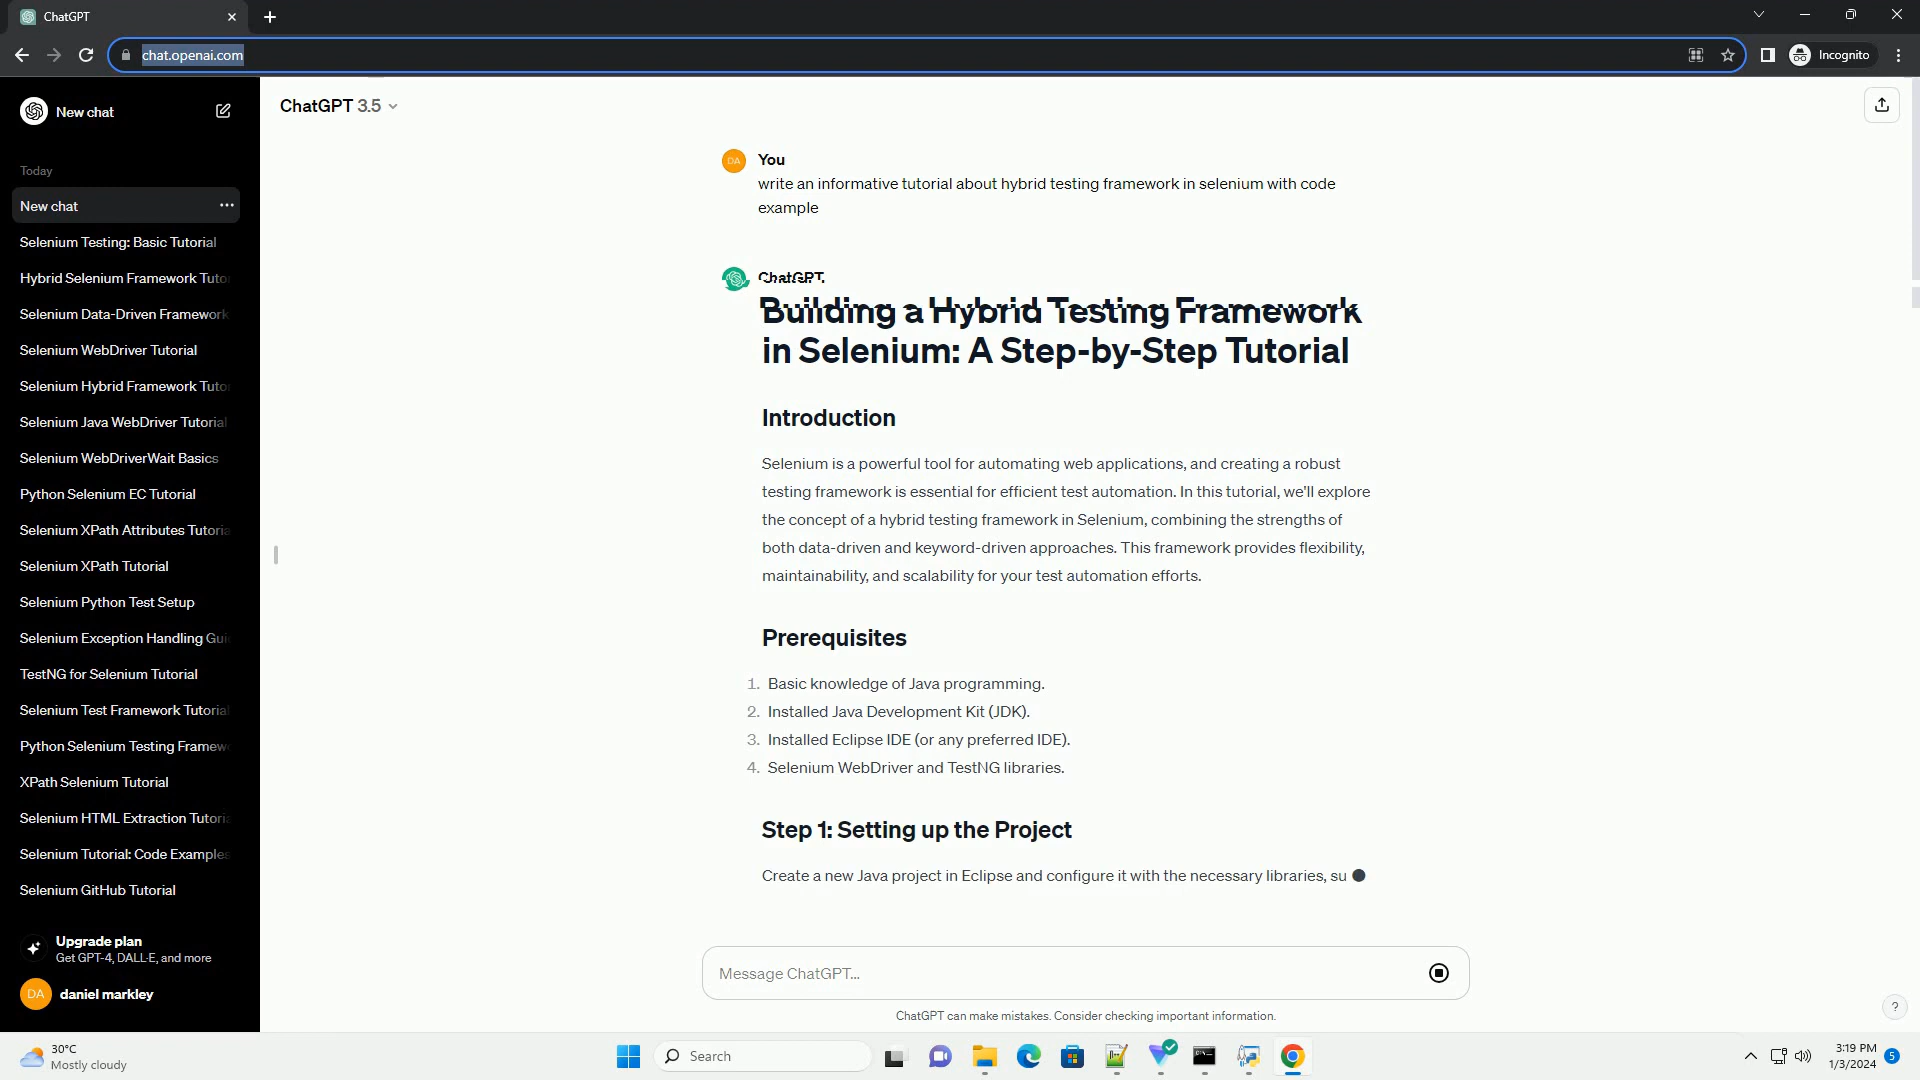 ChatGPT
chat.openai.com
Incognito
New chat
Today
New chat
Selenium Testing: Basic Tutorial
Hybrid Selenium Framework Tuto
Selenium Data-Driven Framework
Selenium WebDriver Tutorial
Selenium Hybrid Framework Tuto
Selenium Java WebDriver Tutorial
Selenium WebDriverWait Basics
Python Selenium EC Tutorial
Selenium XPath Attributes Tutoria
Selenium XPath Tutorial
Selenium Python Test Setup
Selenium Exception Handling Gui
TestNG for Selenium Tutorial
Selenium Test Framework Tutorial
Python Selenium Testing Framew
XPath Selenium Tutorial
Selenium HTML Extraction Tutoria
Selenium Tutorial: Code Examples
Selenium GitHub Tutorial
Upgrade plan
Get GPT-4, DALL·E, and more
DA daniel markley
ChatGPT 3.5
DA You
write an informative tutorial about hybrid testing framework in selenium with code
example
ChatGPT
Building a Hybrid Testing Framework
in Selenium: A Step-by-Step Tutorial
Introduction
Selenium is a powerful tool for automating web applications, and creating a robust
testing framework is essential for efficient test automation. In this tutorial, we'll explore
the concept of a hybrid testing framework in Selenium, combining the strengths of
both data-driven and keyword-driven approaches. This framework provides flexibility,
maintainability, and scalability for your test automation efforts.
Prerequisites
1. Basic knowledge of Java programming.
2. Installed Java Development Kit (JDK).
3. Installed Eclipse IDE (or any preferred IDE).
4. Selenium WebDriver and TestNG libraries.
Step 1: Setting up the Project
Create a new Java project in Eclipse and configure it with the necessary libraries, su
Message ChatGPT...
ChatGPT can make mistakes. Consider checking important information.
?
30°C
Mostly cloudy
Search
3:19 PM
1/3/2024
5